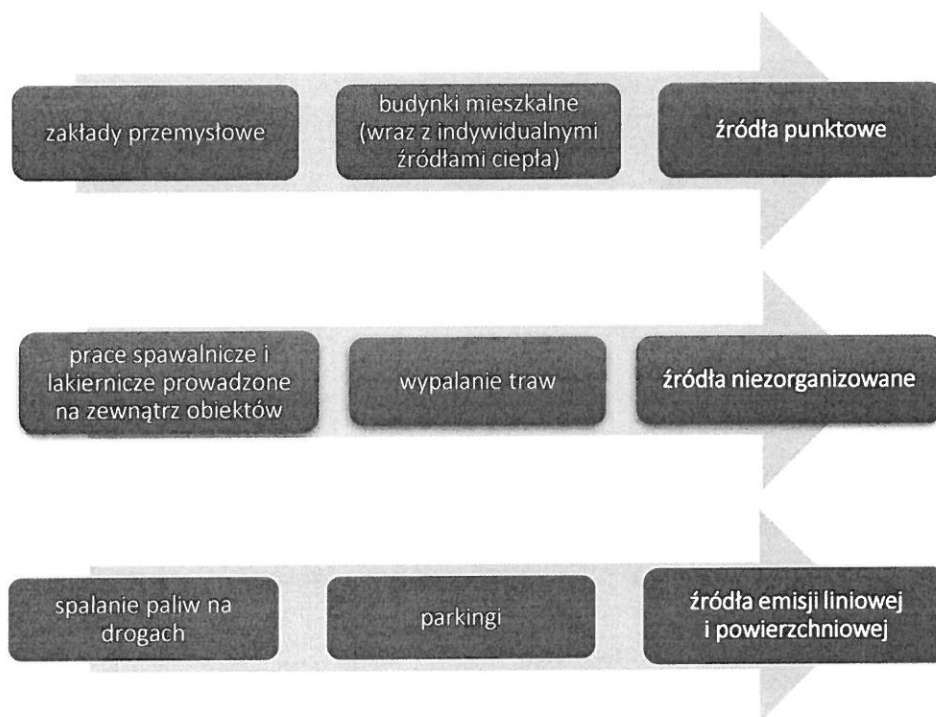 zakłady przemysłowe
budynki mieszkalne
(wraz z indywidualnymi
źródłami ciepła)
źródła punktowe
prace spawalnicze i
lakiernicze prowadzone
na zewnątrz obiektów
wypalanie traw
źródła niezorganizowane
spalanie paliw na
drogach
parkingi
źródła emisji liniowej
i powierzchniowej